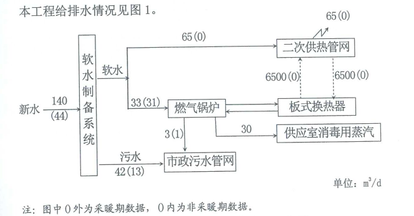 本工程给排水情况见图1。
65(0)
65(0)
二次供热管网
软水制备系统
软水
6500(0)
6500(0)
新水
140
(44)
33(31)
燃气锅炉
板式换热器
3(1)
30
供应室消毒用蒸汽
污水
42(13)
市政污水管网
单位：m³/d
注：图中()外为采暖期数据，()内为非采暖期数据。